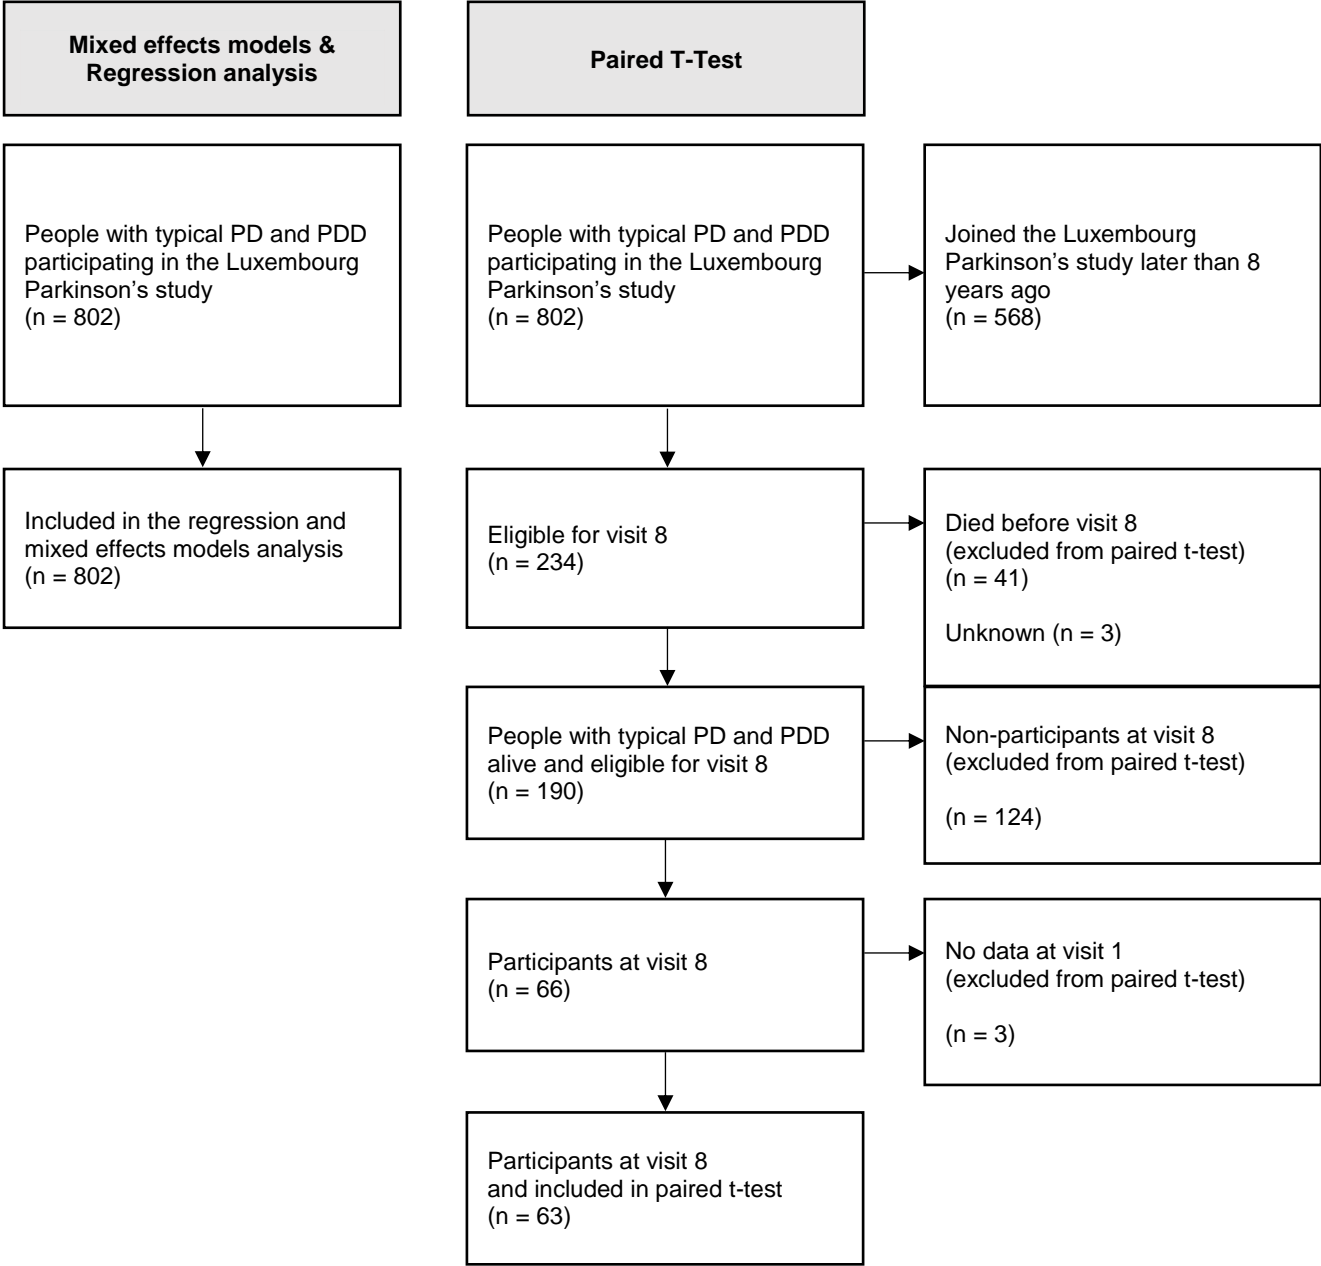 Mixed effects models &
Regression analysis
Paired T-Test
People with typical PD and PDD
participating in the Luxembourg
Parkinson’s study
(n = 802)
People with typical PD and PDD
participating in the Luxembourg
Parkinson’s study
(n = 802)
Joined the Luxembourg
Parkinson’s study later than 8
years ago
(n = 568)
Included in the regression and
mixed effects models analysis
(n = 802)
Eligible for visit 8
(n = 234)
Died before visit 8
(excluded from paired t-test)
(n = 41)
Unknown (n = 3)
People with typical PD and PDD
alive and eligible for visit 8
(n = 190)
Non-participants at visit 8
(excluded from paired t-test)
(n = 124)
Participants at visit 8
(n = 66)
No data at visit 1
(excluded from paired t-test)
(n = 3)
Participants at visit 8
and included in paired t-test
(n = 63)